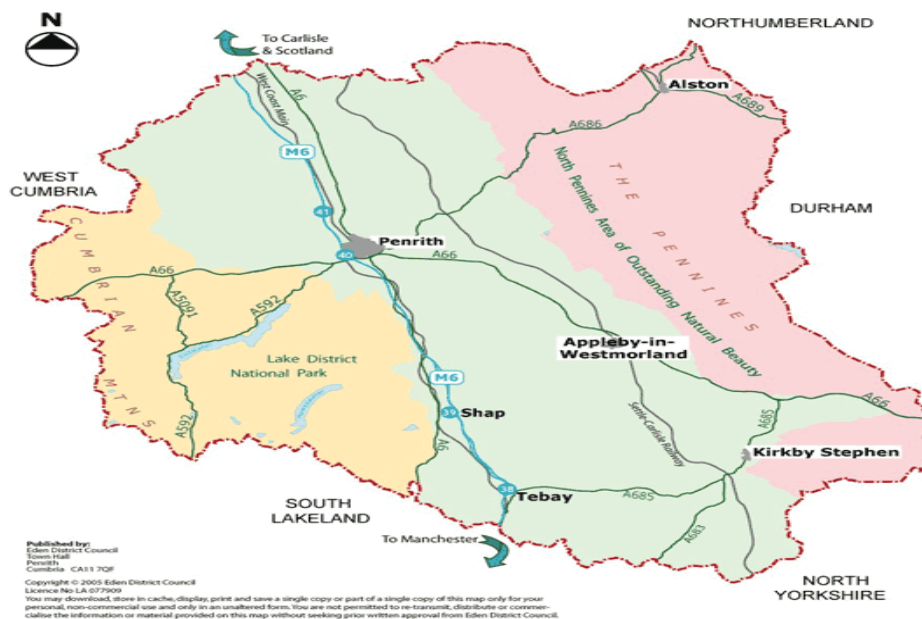 N
To Carlisle
& Scotland
NORTHUMBERLAND
Alston
A689
A686
A6
West Coast Main
M6
WEST
CUMBRIA
THE PENNINES
North Pennines Area of Outstanding Natural Beauty
DURHAM
41
Penrith
40
A66
A66
CUMBRIAN MTNS
A5091
A592
Lake District
National Park
Appleby-in-
Westmorland
M6
A66
39
Shap
A685
Settle-Carlisle Railway
A592
A6
Kirkby Stephen
38
Tebay
A685
SOUTH
LAKELAND
A683
To Manchester
NORTH
YORKSHIRE
Published by:
Eden District Council
Town Hall
Penrith
Cumbria CA11 7QF
Copyright © 2005 Eden District Council
Licence No LA 077909
You may download, store in cache, display, print and save a single copy or part of a single copy of this map only for your
personal, non-commercial use and only in an unaltered form. You are not permitted to re-transmit, distribute or commer-
cialise the information or material provided on this map without seeking prior written approval from Eden District Council.